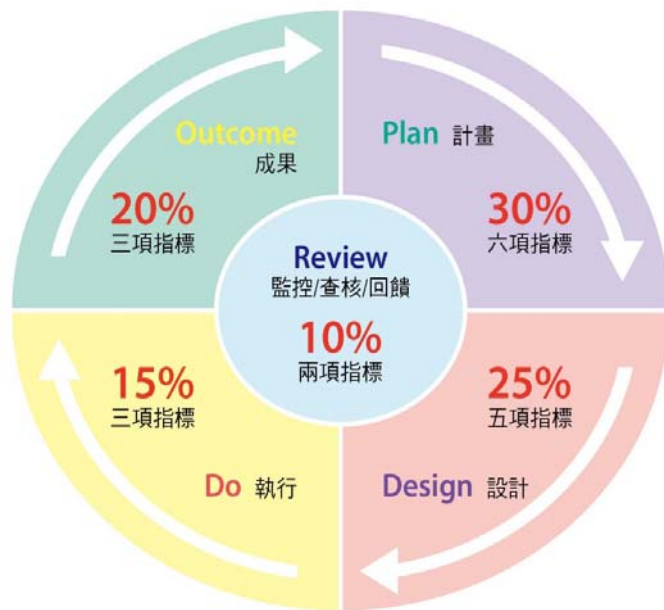 Outcome
成果
20%
三項指標
Plan 計畫
30%
六項指標
Review
監控/查核/回饋
10%
兩項指標
15%
三項指標
Do 執行
25%
五項指標
Design 設計